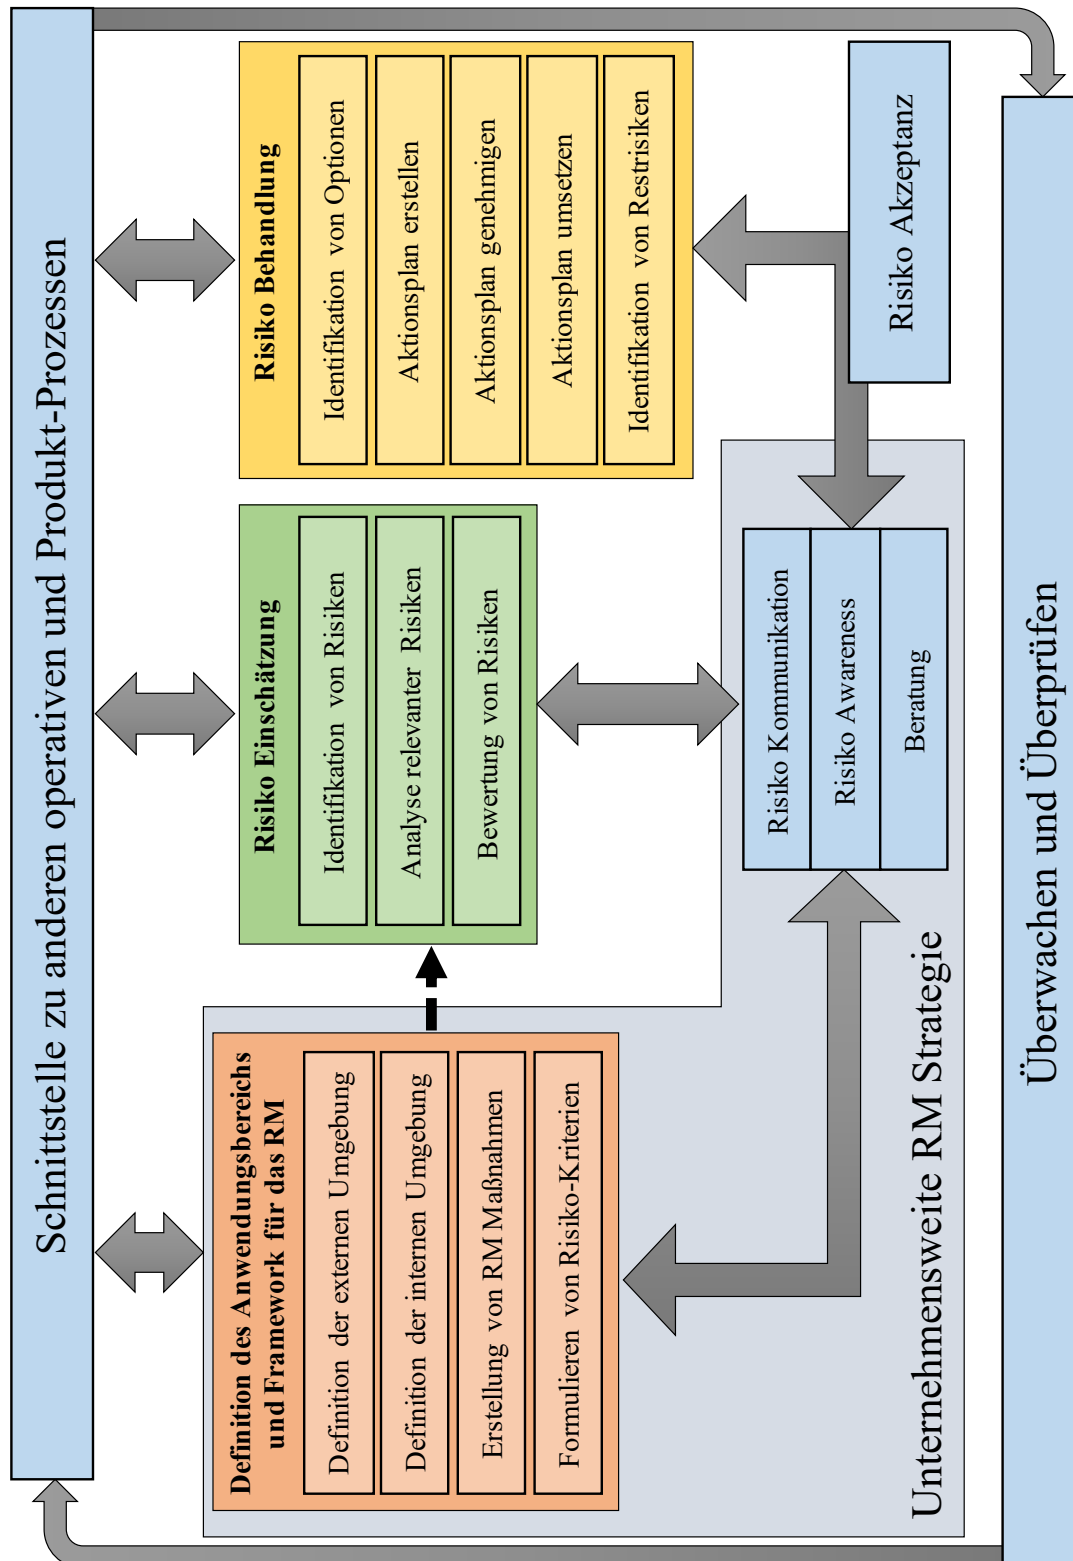 Schnittstelle zu anderen operativen und Produkt-Prozessen
Definition des Anwendungsbereichs
und Framework für das RM
Definition der externen Umgebung
Definition der internen Umgebung
Erstellung von RM Maßnahmen
Formulieren von Risiko-Kriterien
Risiko Einschätzung
Identifikation von Risiken
Analyse relevanter Risiken
Bewertung von Risiken
Risiko Behandlung
Identifikation von Optionen
Aktionsplan erstellen
Aktionsplan genehmigen
Aktionsplan umsetzen
Identifikation von Restrisiken
Risiko Kommunikation
Risiko Awareness
Beratung
Risiko Akzeptanz
Unternehmensweite RM Strategie
Überwachen und Überprüfen